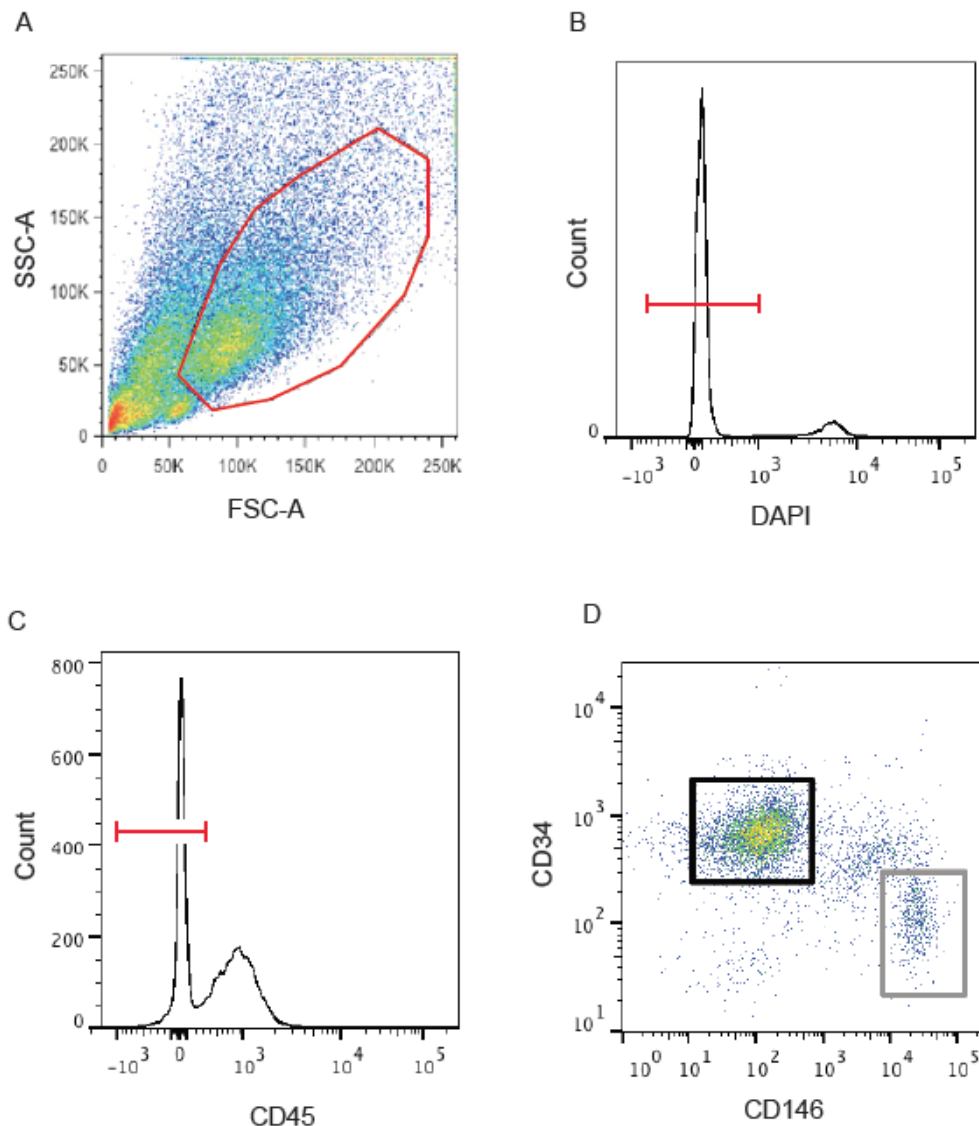 A
250K
200K
150K
100K
50K
0
SSC-A
0 50K 100K 150K 200K 250K
FSC-A
B
Count
0
-10³ 0 10³ 10⁴ 10⁵
DAPI
C
800
600
400
200
0
Count
-10³ 0 10³ 10⁴ 10⁵
CD45
D
10⁴
10³
10²
10¹
CD34
10⁰ 10¹ 10² 10³ 10⁴ 10⁵
CD146